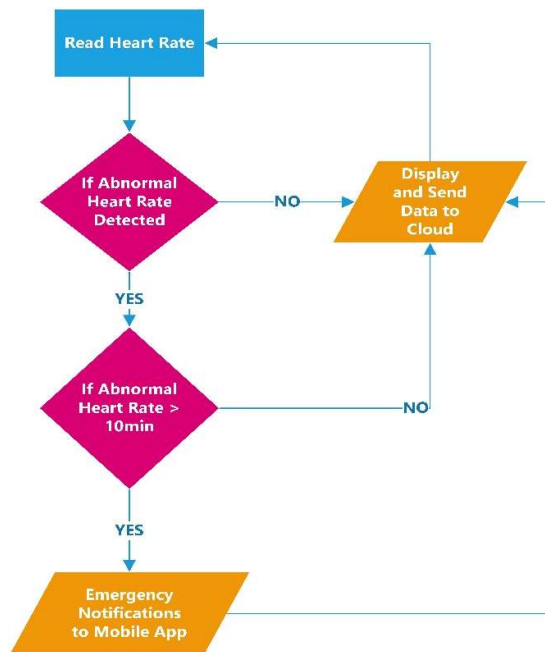 Read Heart Rate
If Abnormal
Heart Rate
Detected
NO
Display
and Send
Data to
Cloud
YES
If Abnormal
Heart Rate >
10min
NO
YES
Emergency
Notifications
to Mobile App